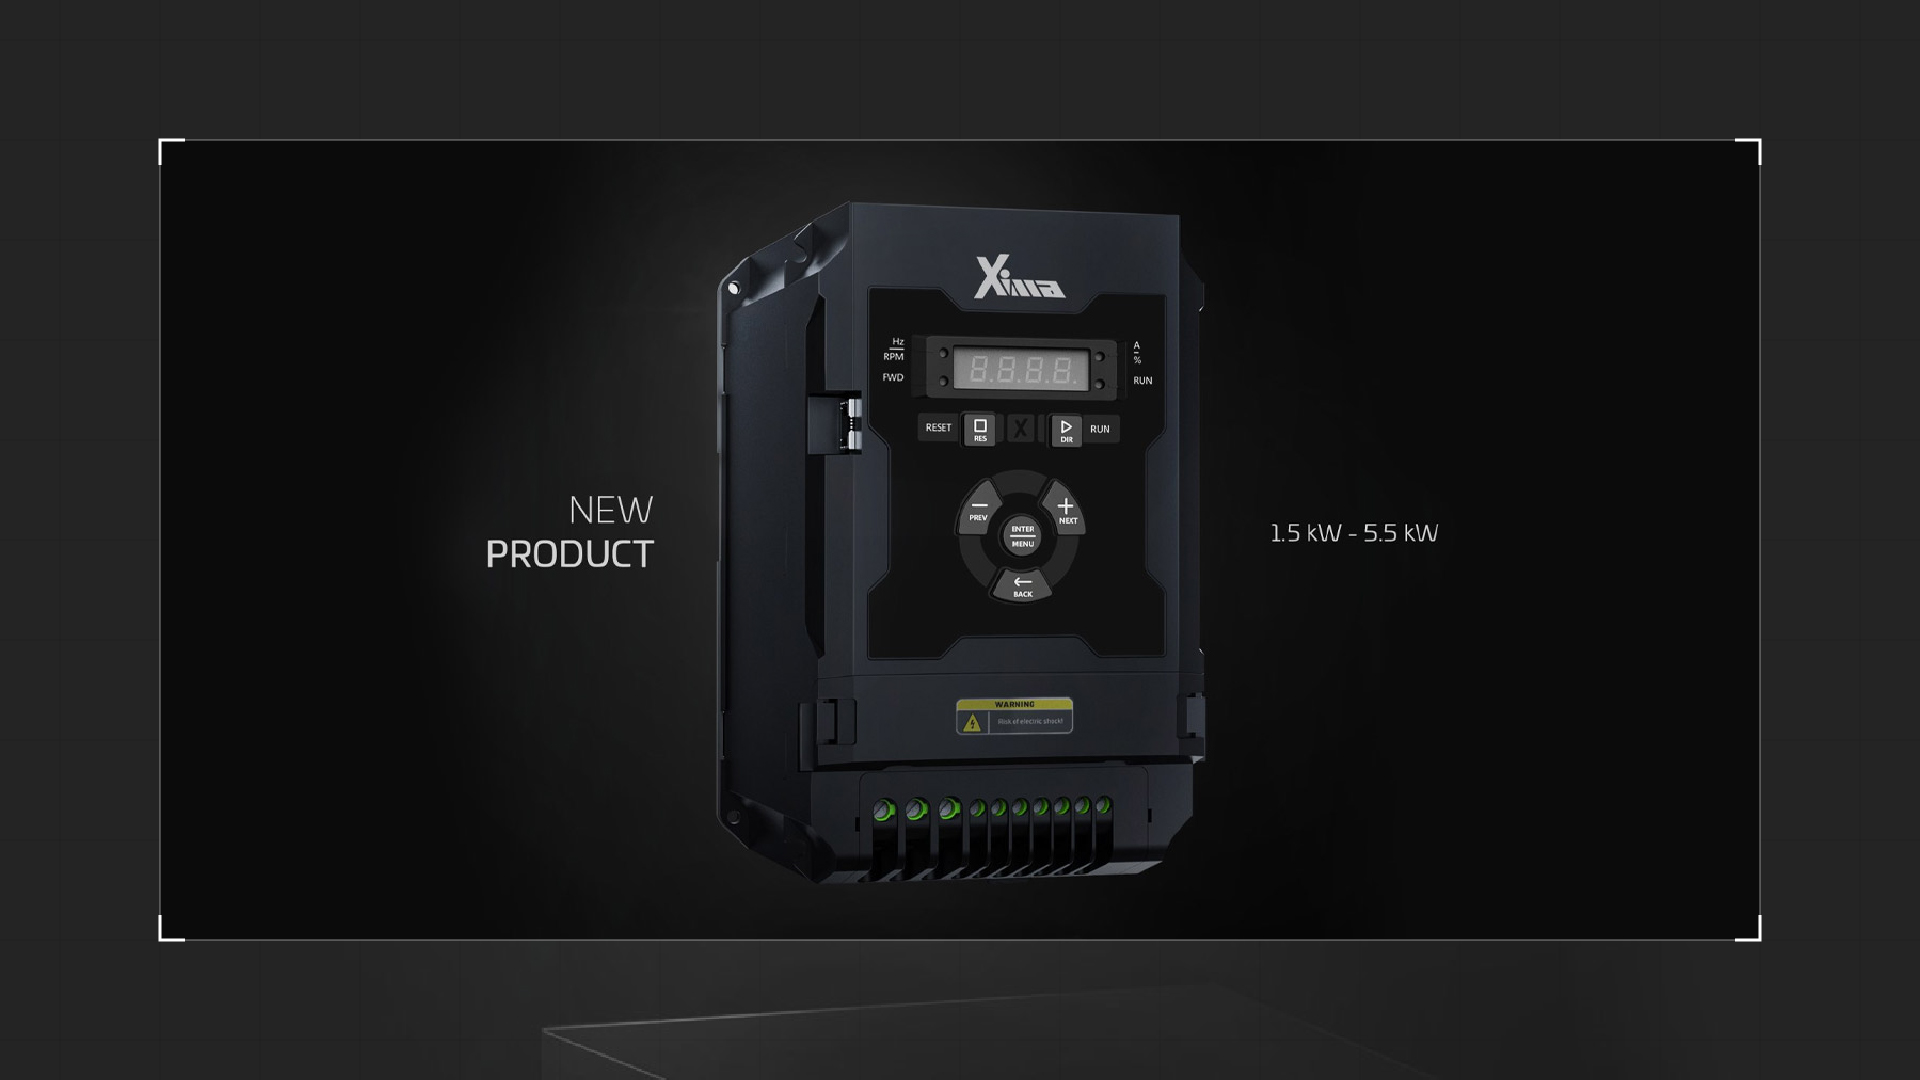 Xima
Hz
RPM
FWD
8.8.8.8.
A
%
RUN
RESET
RES
X
DIR
RUN
PREV
NEXT
ENTER
MENU
BACK
NEW
PRODUCT
1.5 kW - 5.5 kW
WARNING
Risk of electric shock!